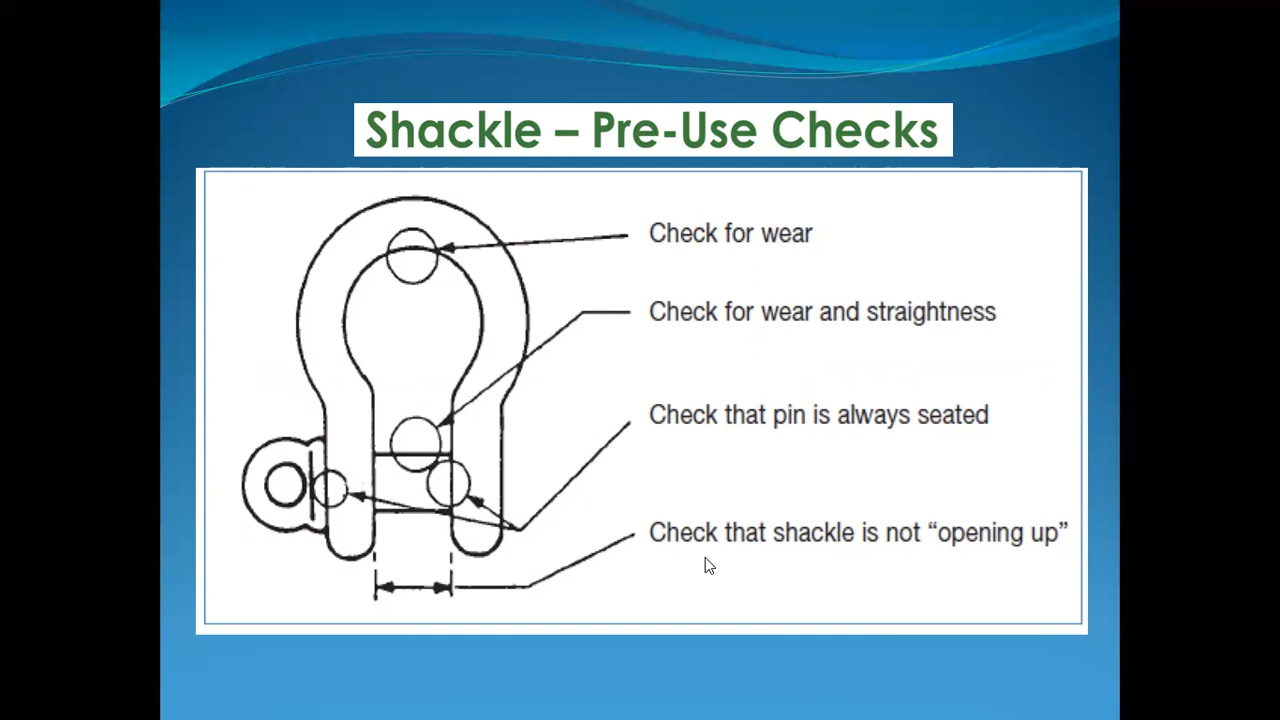 Shackle – Pre-Use Checks
Check for wear
Check for wear and straightness
Check that pin is always seated
Check that shackle is not “opening up”